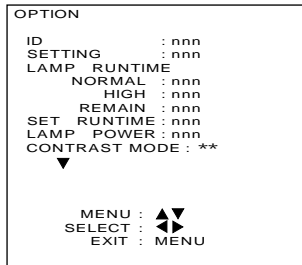 OPTION
ID : nnn
SETTING : nnn
LAMP RUNTIME
NORMAL : nnn
HIGH : nnn
REMAIN : nnn
SET RUNTIME : nnn
LAMP POWER : nnn
CONTRAST MODE : **
▼
MENU : ▲▼
SELECT : ◀▶
EXIT : MENU